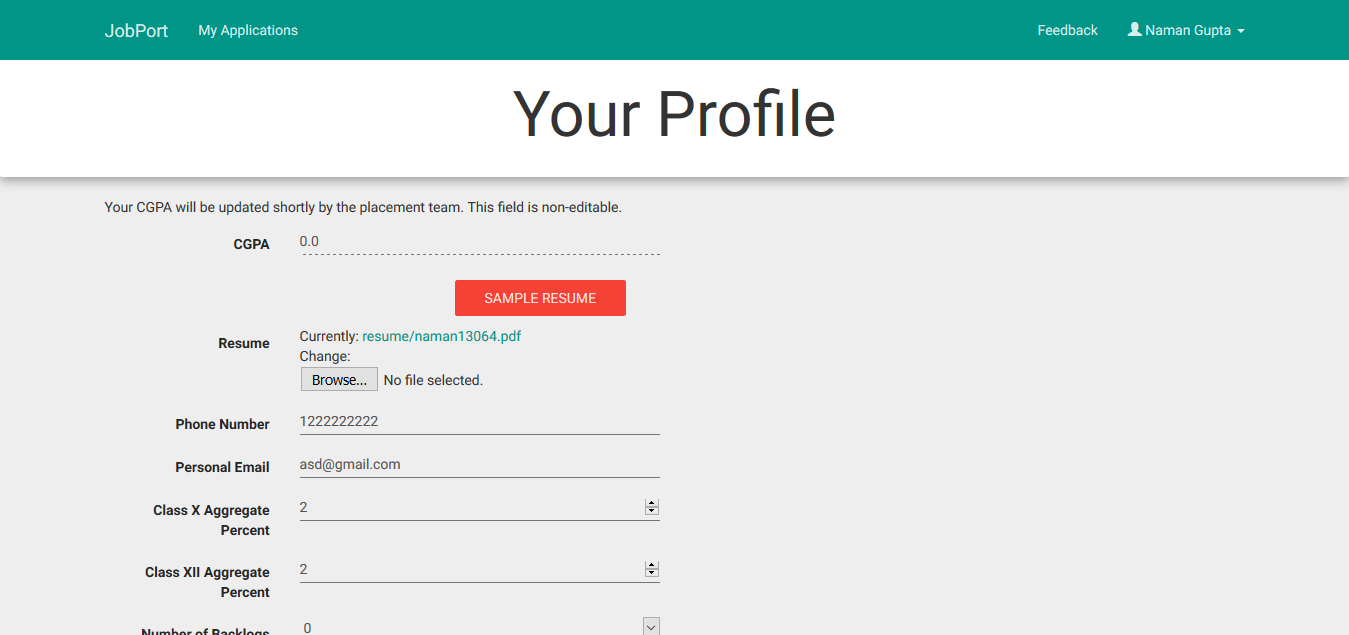 JobPort My Applications Feedback Naman Gupta
Your Profile
Your CGPA will be updated shortly by the placement team. This field is non-editable.
CGPA 0.0
SAMPLE RESUME
Resume Currently: resume/naman13064.pdf
Change:
Browse... No file selected.
Phone Number 1222222222
Personal Email asd@gmail.com
Class X Aggregate 2
Percent
Class XII Aggregate 2
Percent
Number of Backlogs 0